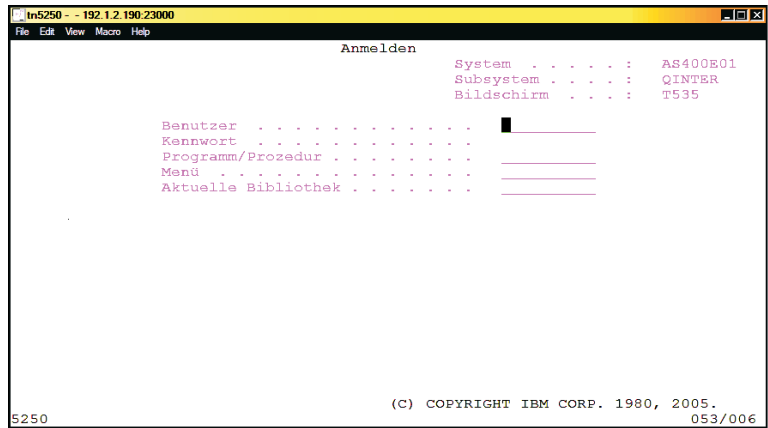 tn5250 - - 192.1.2.190:23000
File Edit View Macro Help
Anmelden
System . . . . . : AS400E01
Subsystem . . . . : QINTER
Bildschirm . . . : T535
Benutzer . . . . . . . . . . . .
Kennwort . . . . . . . . . . . .
Programm/Prozedur . . . . . . . .
Menü . . . . . . . . . . . . . .
Aktuelle Bibliothek . . . . . . .
(C) COPYRIGHT IBM CORP. 1980, 2005.
5250 053/006